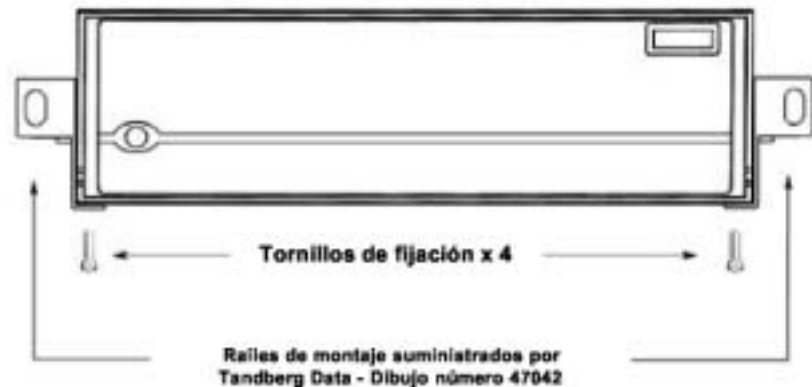 Tornillos de fijación x 4
Railes de montaje suministrados por
Tandberg Data - Dibujo número 47042